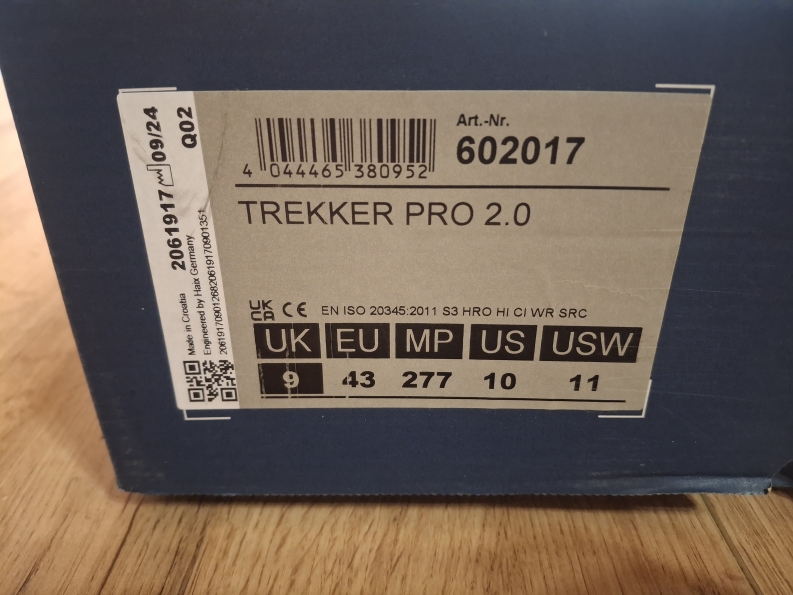 Art.-Nr.
602017
4 044465 380952
TREKKER PRO 2.0
UK CA CE EN ISO 20345:2011 S3 HRO HI CI WR SRC
UK EU MP US USW
9 43 277 10 11
2061917 09/24 Q02
Made in Croatia
Engineered by Haix Germany